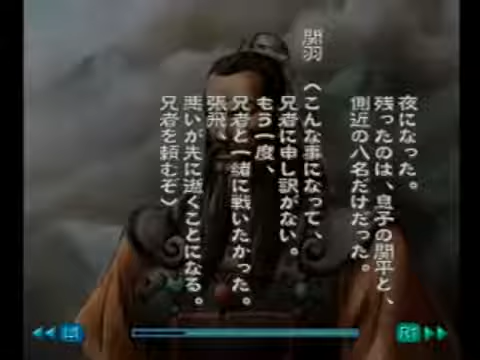 夜になった。
残ったのは、息子の関平と、
側近の八名だけだった。
関羽　（こんな事になって、
兄者に申し訳がない。
もう一度、
兄者と一緒に戦いたかった。
張飛、
悪いが先に逝くことになる。
兄者を頼むぞ）
L1
R1